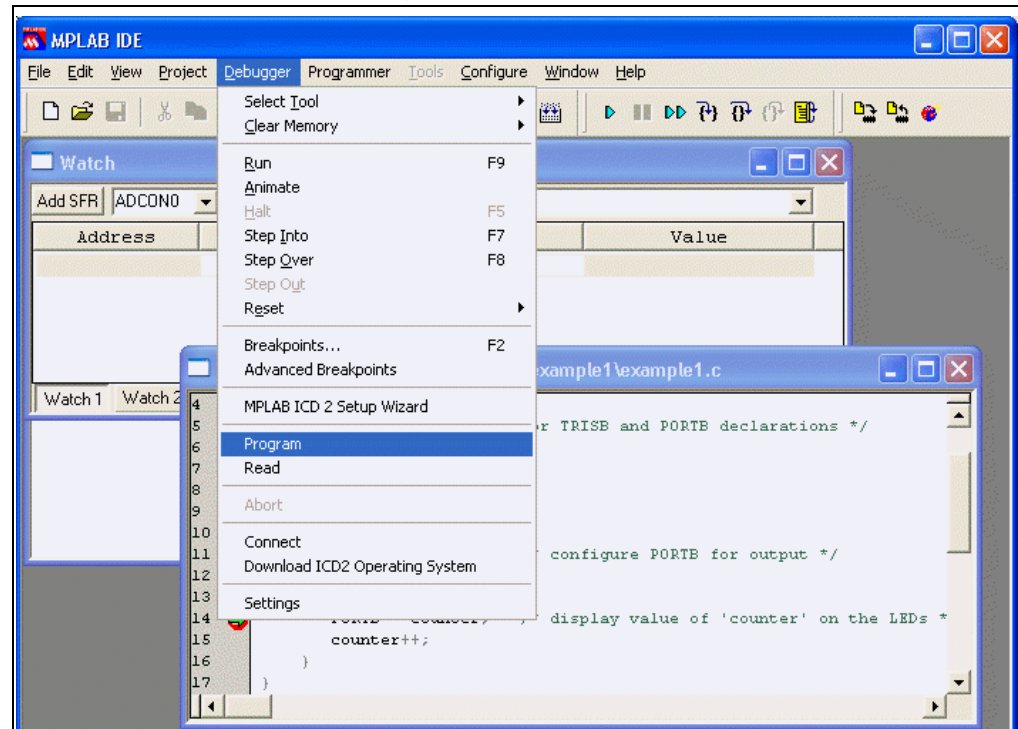 MPLAB IDE
File Edit View Project Debugger Programmer Tools Configure Window Help
Select Tool
Clear Memory
Run F9
Animate
Halt F5
Step Into F7
Step Over F8
Step Out
Reset
Breakpoints... F2
Advanced Breakpoints
MPLAB ICD 2 Setup Wizard
Program
Read
Abort
Connect
Download ICD2 Operating System
Settings
Watch
Add SFR ADCON0
Address Value
Watch 1 Watch 2
example1\example1.c
4
5 r TRISB and PORTB declarations */
6
7
8
9
10
11 configure PORTB for output */
12
13
14 PORTB counter; display value of 'counter' on the LEDs *
15 counter++;
16 }
17 }